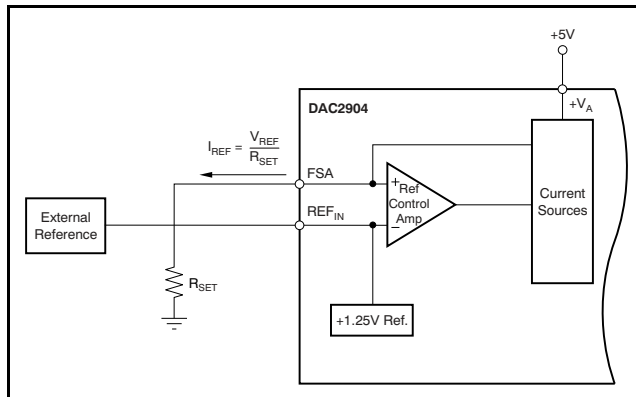 +5V
DAC2904
+V_A
I_REF = V_REF / R_SET
FSA
+ Ref
Control
Amp
–
Current
Sources
External
Reference
REF_IN
R_SET
+1.25V Ref.